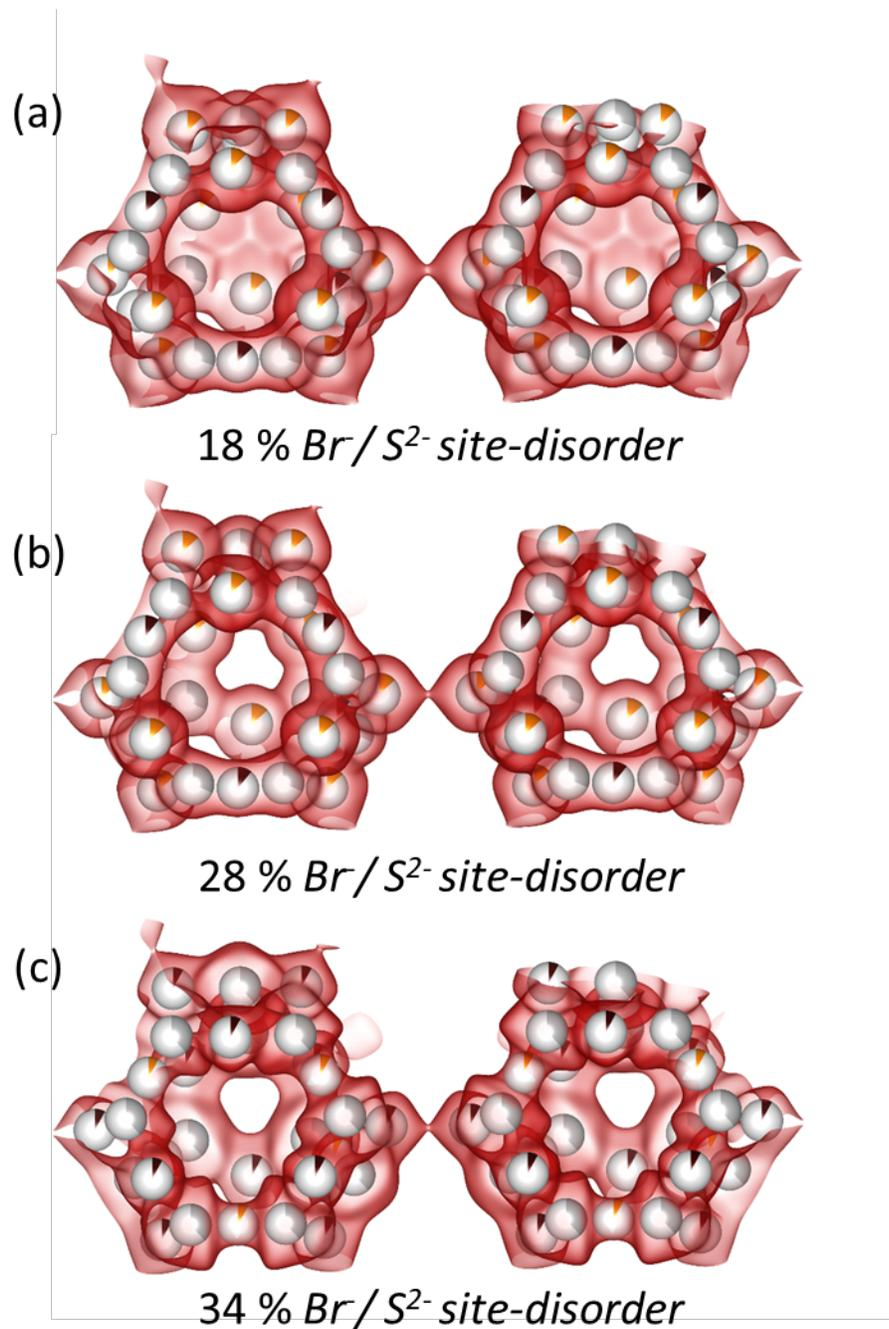 (a)
18 % Br⁻/ S²⁻ site-disorder
(b)
28 % Br⁻/ S²⁻ site-disorder
(c)
34 % Br⁻/ S²⁻ site-disorder